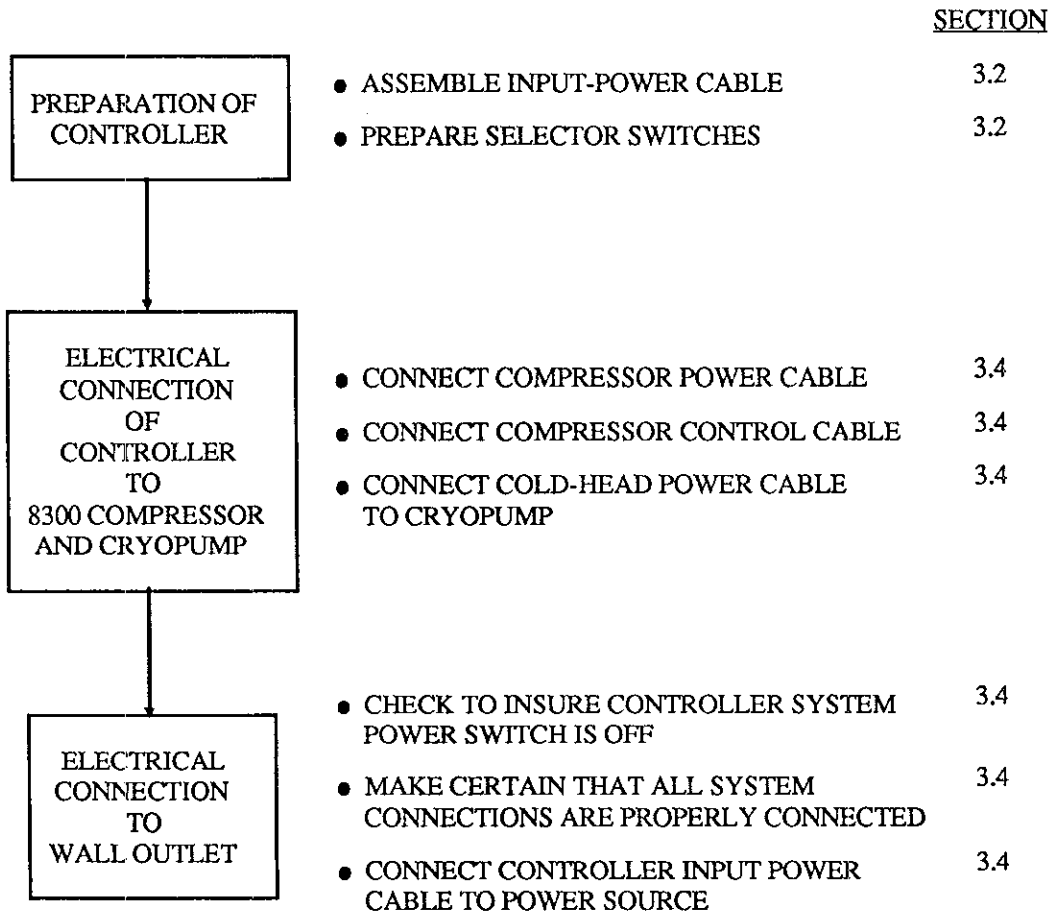 SECTION
PREPARATION OF
CONTROLLER
● ASSEMBLE INPUT-POWER CABLE 3.2
● PREPARE SELECTOR SWITCHES 3.2
ELECTRICAL
CONNECTION
OF
CONTROLLER
TO
8300 COMPRESSOR
AND CRYOPUMP
● CONNECT COMPRESSOR POWER CABLE 3.4
● CONNECT COMPRESSOR CONTROL CABLE 3.4
● CONNECT COLD-HEAD POWER CABLE 3.4
TO CRYOPUMP
ELECTRICAL
CONNECTION
TO
WALL OUTLET
● CHECK TO INSURE CONTROLLER SYSTEM 3.4
POWER SWITCH IS OFF
● MAKE CERTAIN THAT ALL SYSTEM 3.4
CONNECTIONS ARE PROPERLY CONNECTED
● CONNECT CONTROLLER INPUT POWER 3.4
CABLE TO POWER SOURCE